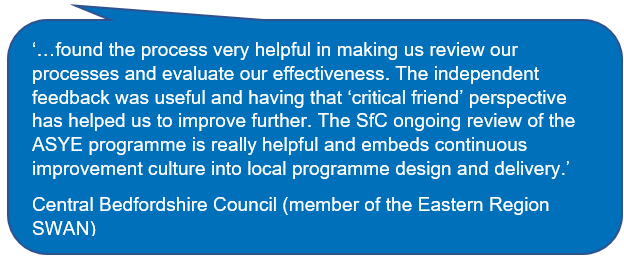 ‘…found the process very helpful in making us review our
processes and evaluate our effectiveness. The independent
feedback was useful and having that ‘critical friend’ perspective
has helped us to improve further. The SfC ongoing review of the
ASYE programme is really helpful and embeds continuous
improvement culture into local programme design and delivery.’
Central Bedfordshire Council (member of the Eastern Region
SWAN)